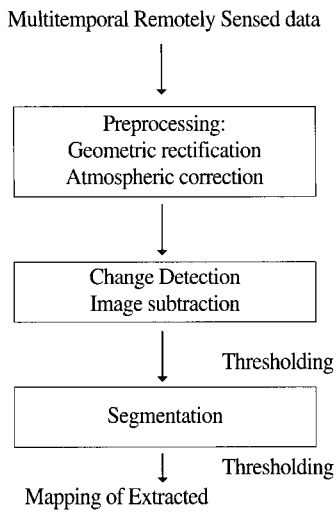 Multitemporal Remotely Sensed data
Preprocessing:
Geometric rectification
Atmospheric correction
Change Detection
Image subtraction
Thresholding
Segmentation
Thresholding
Mapping of Extracted